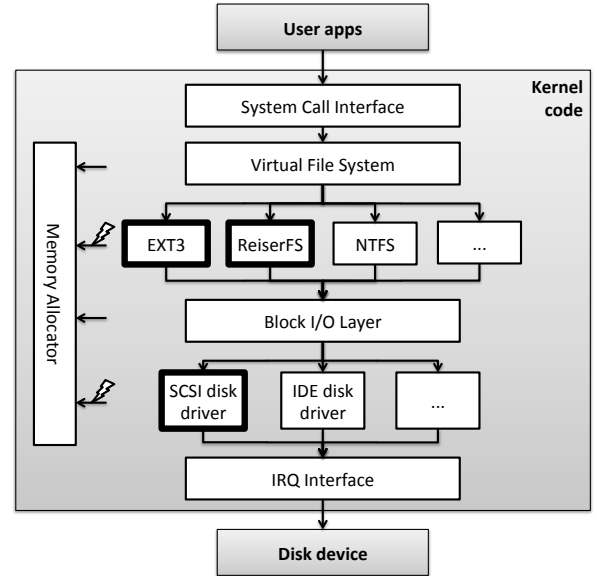 User apps
Kernel
code
System Call Interface
Virtual File System
Memory Allocator
EXT3
ReiserFS
NTFS
...
Block I/O Layer
SCSI disk
driver
IDE disk
driver
...
IRQ Interface
Disk device